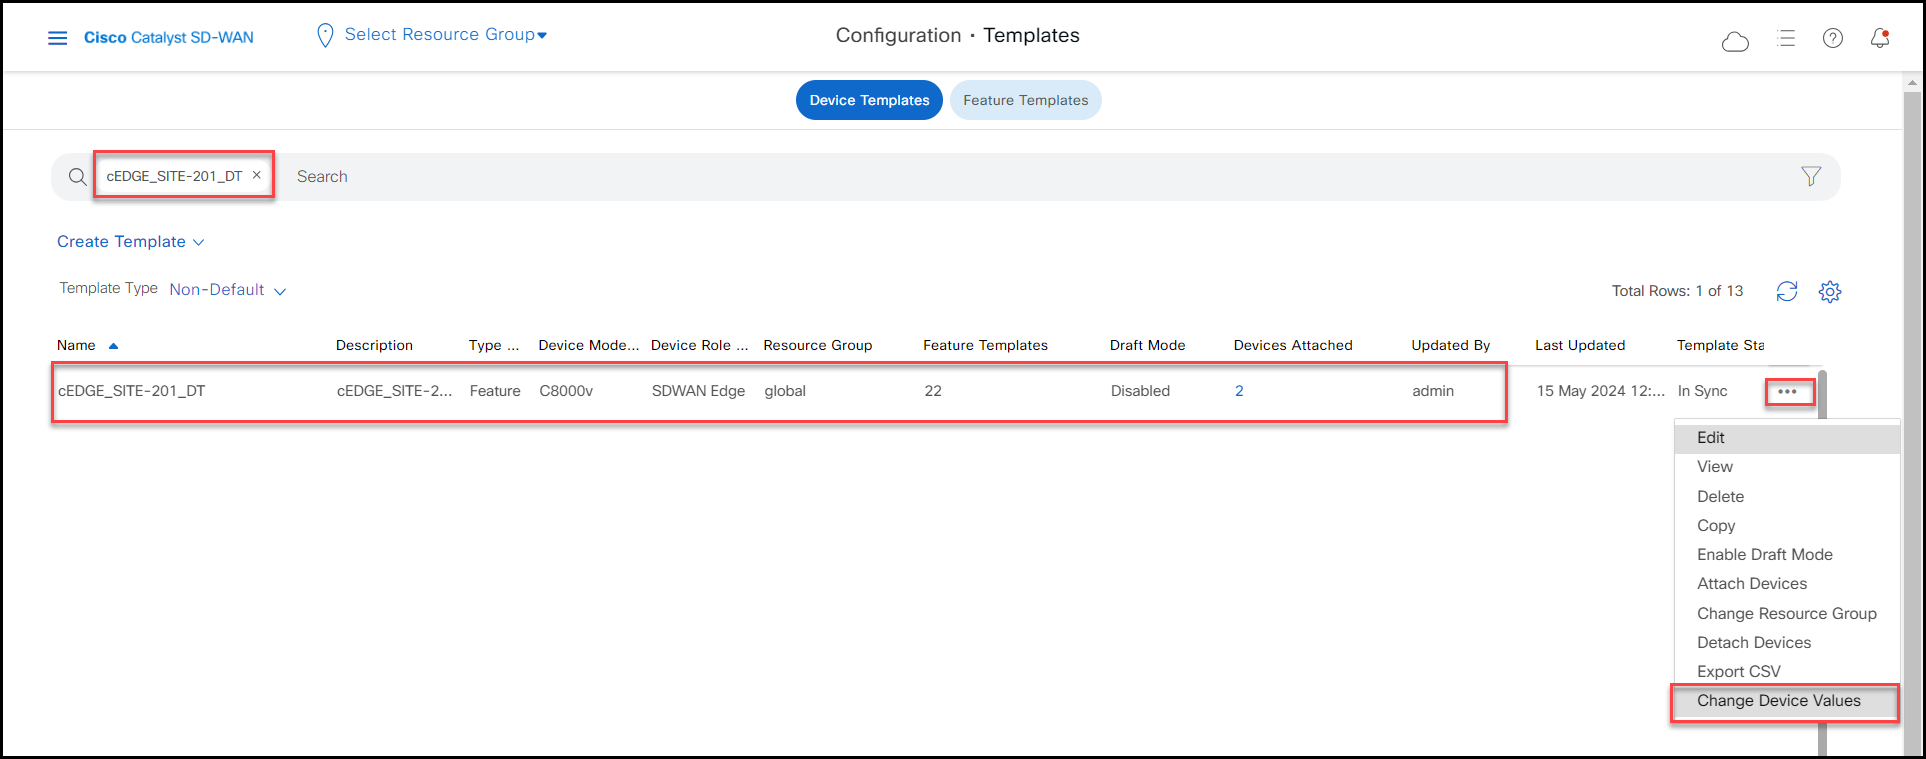 Cisco Catalyst SD-WAN
Select Resource Group
Configuration · Templates
Device Templates
Feature Templates
cEDGE_SITE-201_DT ×
Search
Create Template
Template Type Non-Default
Total Rows: 1 of 13
Name Description Type ... Device Mode... Device Role ... Resource Group Feature Templates Draft Mode Devices Attached Updated By Last Updated Template Sta
cEDGE_SITE-201_DT cEDGE_SITE-2... Feature C8000v SDWAN Edge global 22 Disabled 2 admin 15 May 2024 12:... In Sync
Edit
View
Delete
Copy
Enable Draft Mode
Attach Devices
Change Resource Group
Detach Devices
Export CSV
Change Device Values